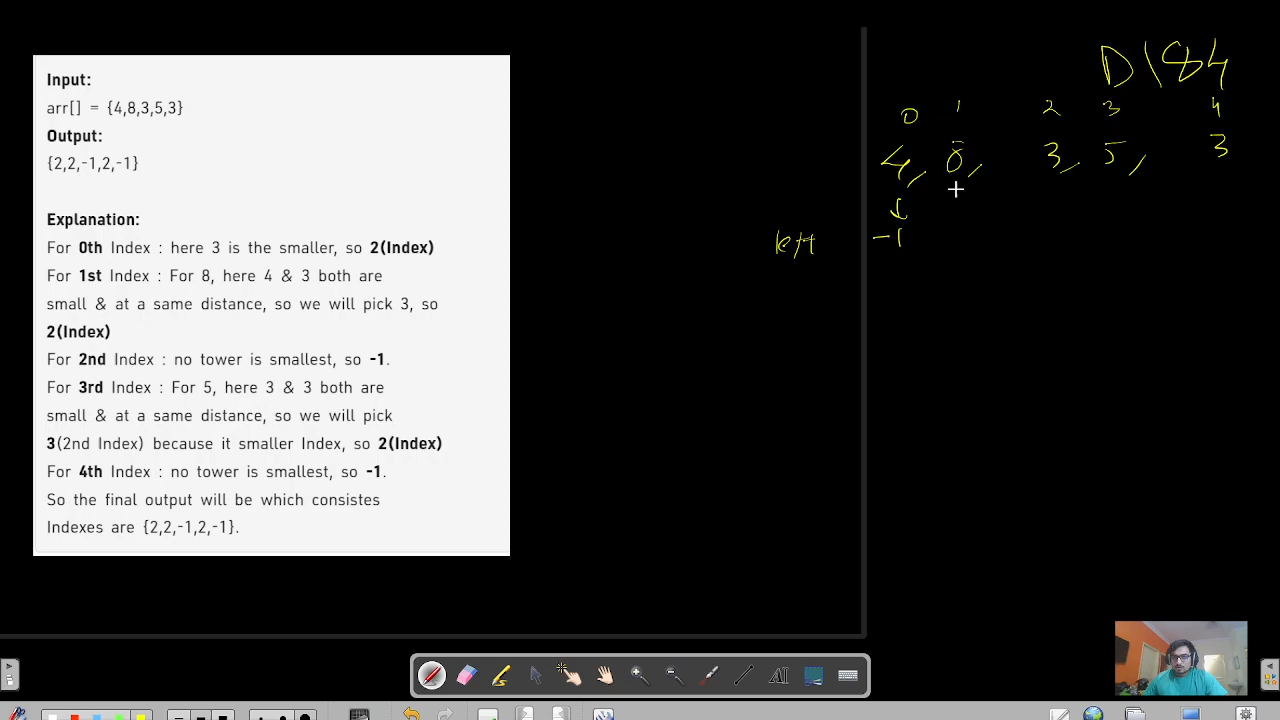 Input:
arr[] = {4,8,3,5,3}
Output:
{2,2,-1,2,-1}
Explanation:
For 0th Index : here 3 is the smaller, so 2(Index)
For 1st Index : For 8, here 4 & 3 both are
small & at a same distance, so we will pick 3, so
2(Index)
For 2nd Index : no tower is smallest, so -1.
For 3rd Index : For 5, here 3 & 3 both are
small & at a same distance, so we will pick
3(2nd Index) because it smaller Index, so 2(Index)
For 4th Index : no tower is smallest, so -1.
So the final output will be which consistes
Indexes are {2,2,-1,2,-1}.
D184
0 1 2 3 4
4, 8, 3, 5, 3
left -1